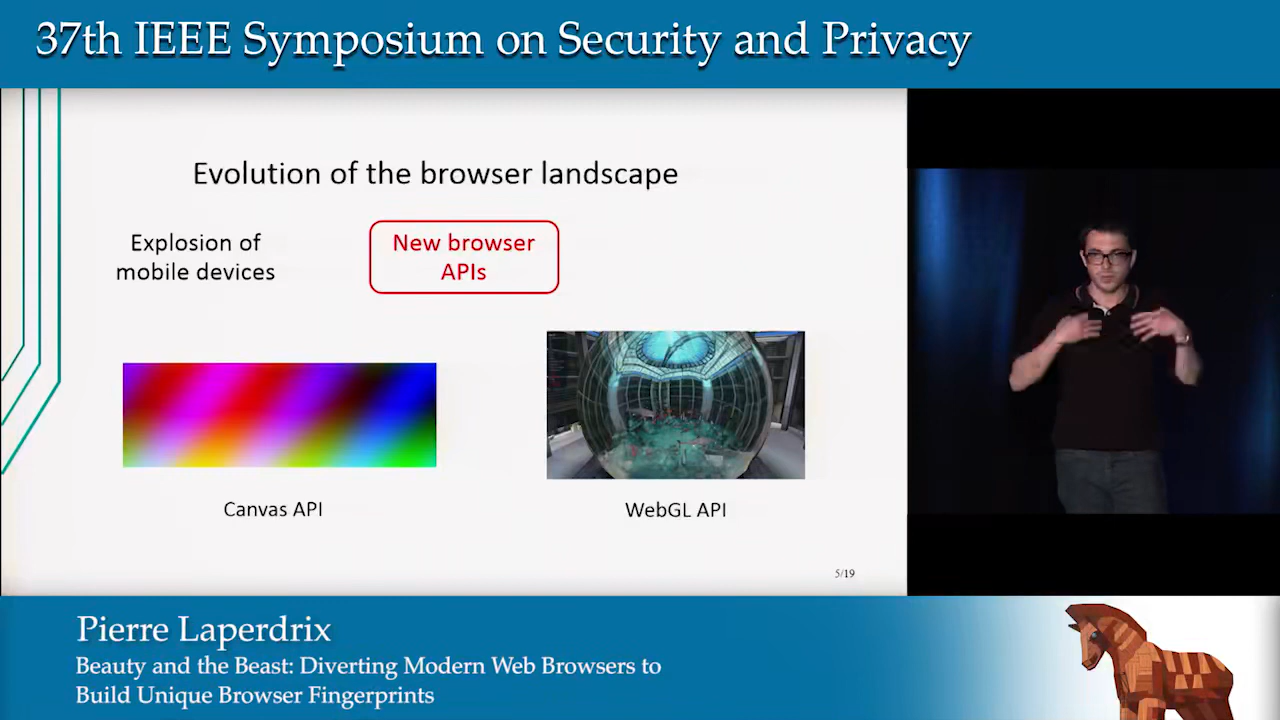 37th IEEE Symposium on Security and Privacy
Evolution of the browser landscape
Explosion of
mobile devices
New browser
APIs
Canvas API
WebGL API
5/19
Pierre Laperdrix
Beauty and the Beast: Diverting Modern Web Browsers to
Build Unique Browser Fingerprints